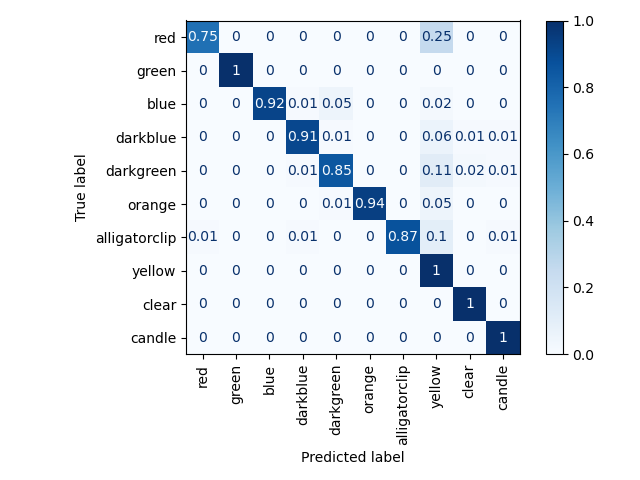 red 0.75 0 0 0 0 0 0 0.25 0 0
green 0 1 0 0 0 0 0 0 0 0
blue 0 0 0.92 0.01 0.05 0 0 0.02 0 0
darkblue 0 0 0 0.91 0.01 0 0 0.06 0.01 0.01
darkgreen 0 0 0 0.01 0.85 0 0 0.11 0.02 0.01
orange 0 0 0 0 0.01 0.94 0 0.05 0 0
alligatorclip 0.01 0 0 0.01 0 0 0.87 0.1 0 0.01
yellow 0 0 0 0 0 0 0 1 0 0
clear 0 0 0 0 0 0 0 0 1 0
candle 0 0 0 0 0 0 0 0 0 1
True label
red green blue darkblue darkgreen orange alligatorclip yellow clear candle
Predicted label
1.0
0.8
0.6
0.4
0.2
0.0